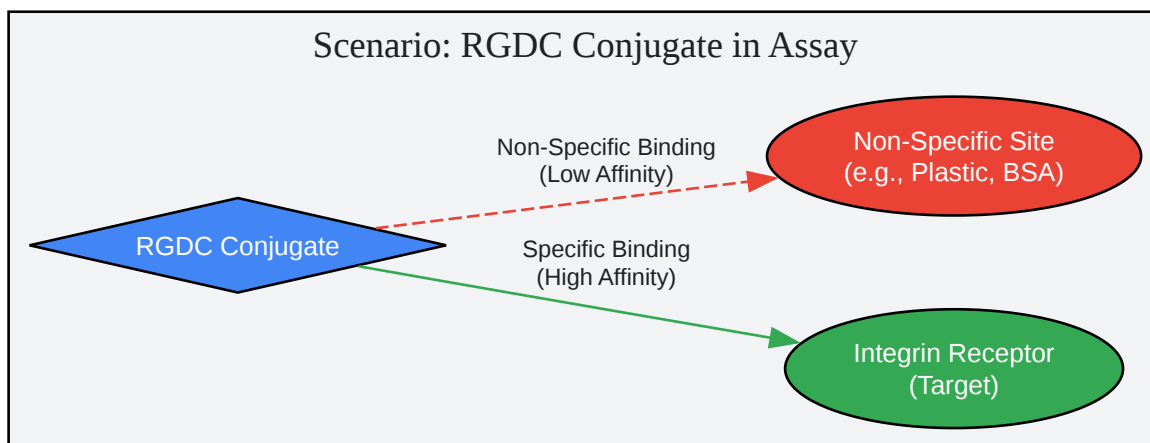 Scenario: RGDC Conjugate in Assay
Non-Specific Binding
(Low Affinity)
Non-Specific Site
(e.g., Plastic, BSA)
RGDC Conjugate
Specific Binding
(High Affinity)
Integrin Receptor
(Target)